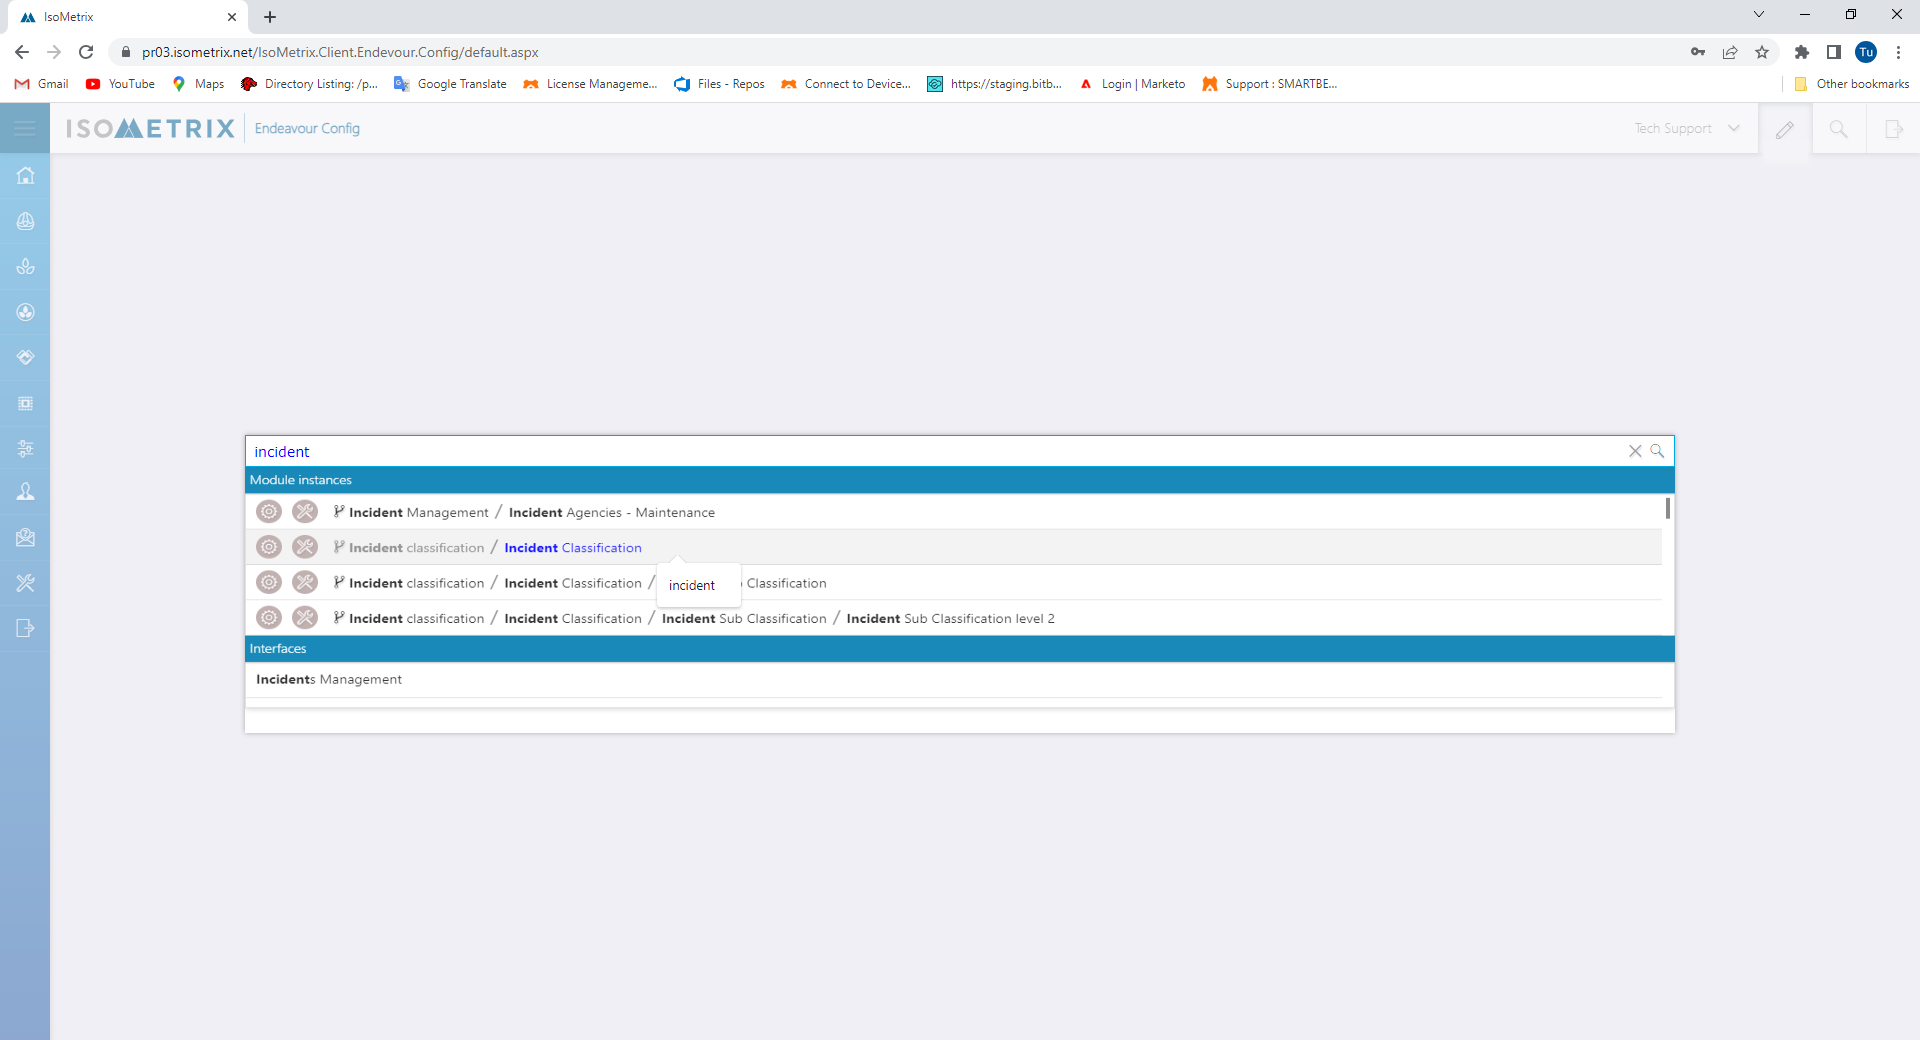 IsoMetrix
pr03.isometrix.net/IsoMetrix.Client.Endevour.Config/default.aspx
Tu
Gmail YouTube Maps Directory Listing: /p... Google Translate License Manageme... Files - Repos Connect to Device... https://staging.bitb... Login | Marketo Support : SMARTBE... Other bookmarks
ISOMETRIX Endeavour Config Tech Support
incident
Module instances
Incident Management / Incident Agencies - Maintenance
Incident classification / Incident Classification
Incident classification / Incident Classification / Classification
incident
Incident classification / Incident Classification / Incident Sub Classification / Incident Sub Classification level 2
Interfaces
Incidents Management